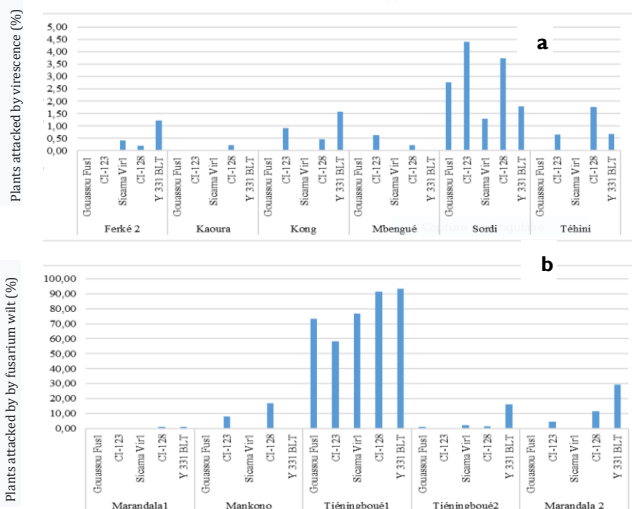 Plants attacked by virescence (%)
a
5,00
4,50
4,00
3,50
3,00
2,50
2,00
1,50
1,00
0,50
0,00
Gouassou Fus1
CI-123
Sicama Vir1
CI-128
Y 331 BLT
Gouassou Fus1
CI-123
Sicama Vir1
CI-128
Y 331 BLT
Gouassou Fus1
CI-123
Sicama Vir1
CI-128
Y 331 BLT
Gouassou Fus1
CI-123
Sicama Vir1
CI-128
Y 331 BLT
Gouassou Fus1
CI-123
Sicama Vir1
CI-128
Y 331 BLT
Gouassou Fus1
CI-123
Sicama Vir1
CI-128
Y 331 BLT
Ferké 2
Kaoura
Kong
Mbengué
Sordi
Téhini
Plants attacked by by fusarium wilt (%)
b
100,00
90,00
80,00
70,00
60,00
50,00
40,00
30,00
20,00
10,00
0,00
Gouassou Fus1
CI-123
Sicama Vir1
CI-128
Y 331 BLT
Gouassou Fus1
CI-123
Sicama Vir1
CI-128
Y 331 BLT
Gouassou Fus1
CI-123
Sicama Vir1
CI-128
Y 331 BLT
Gouassou Fus1
CI-123
Sicama Vir1
CI-128
Y 331 BLT
Gouassou Fus1
CI-123
Sicama Vir1
CI-128
Y 331 BLT
Marandala1
Mankono
Tiéningboué1
Tiéningboué2
Marandala 2